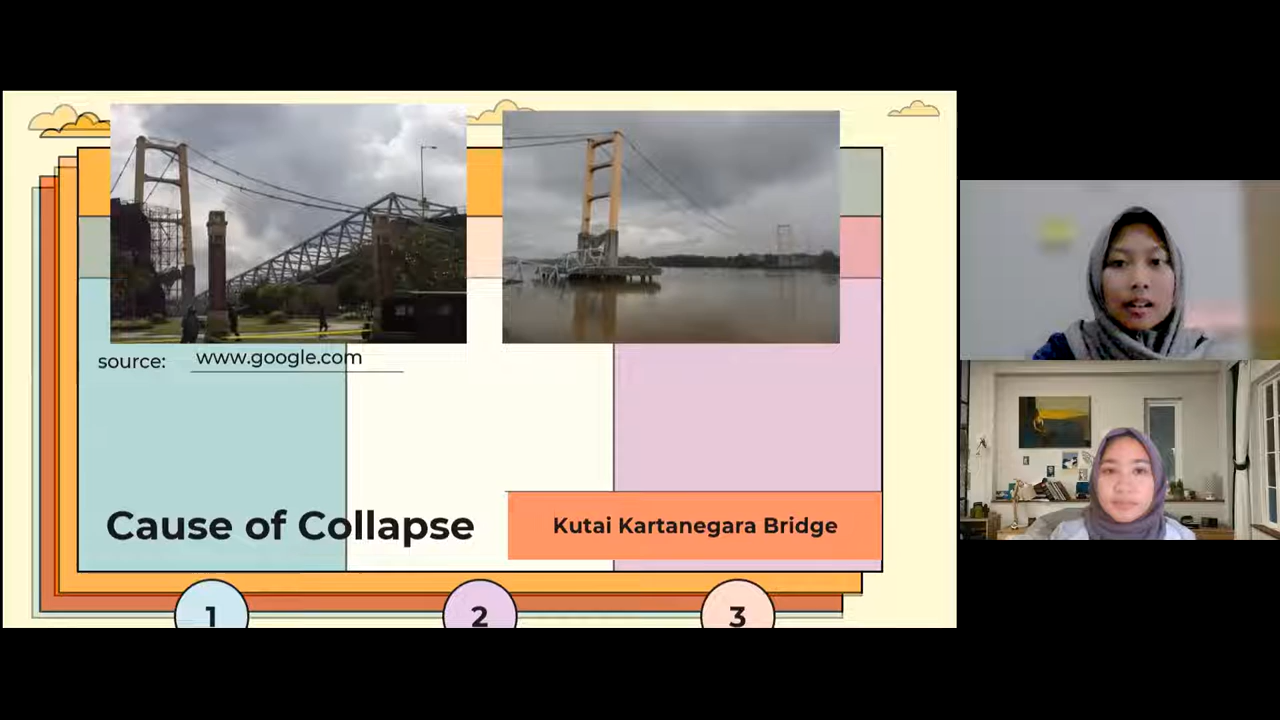 source: www.google.com
Cause of Collapse
Kutai Kartanegara Bridge
1
2
3